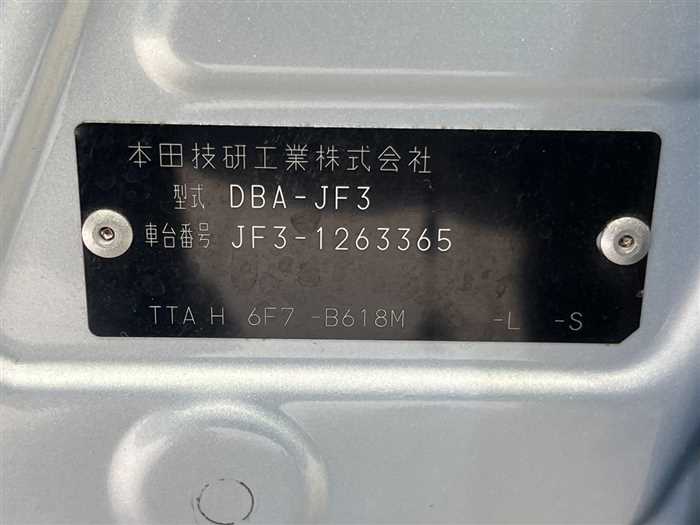 本田技研工業株式会社
型式 DBA-JF3
車台番号 JF3-1263365
TTA H 6F7 -B618M -L -S